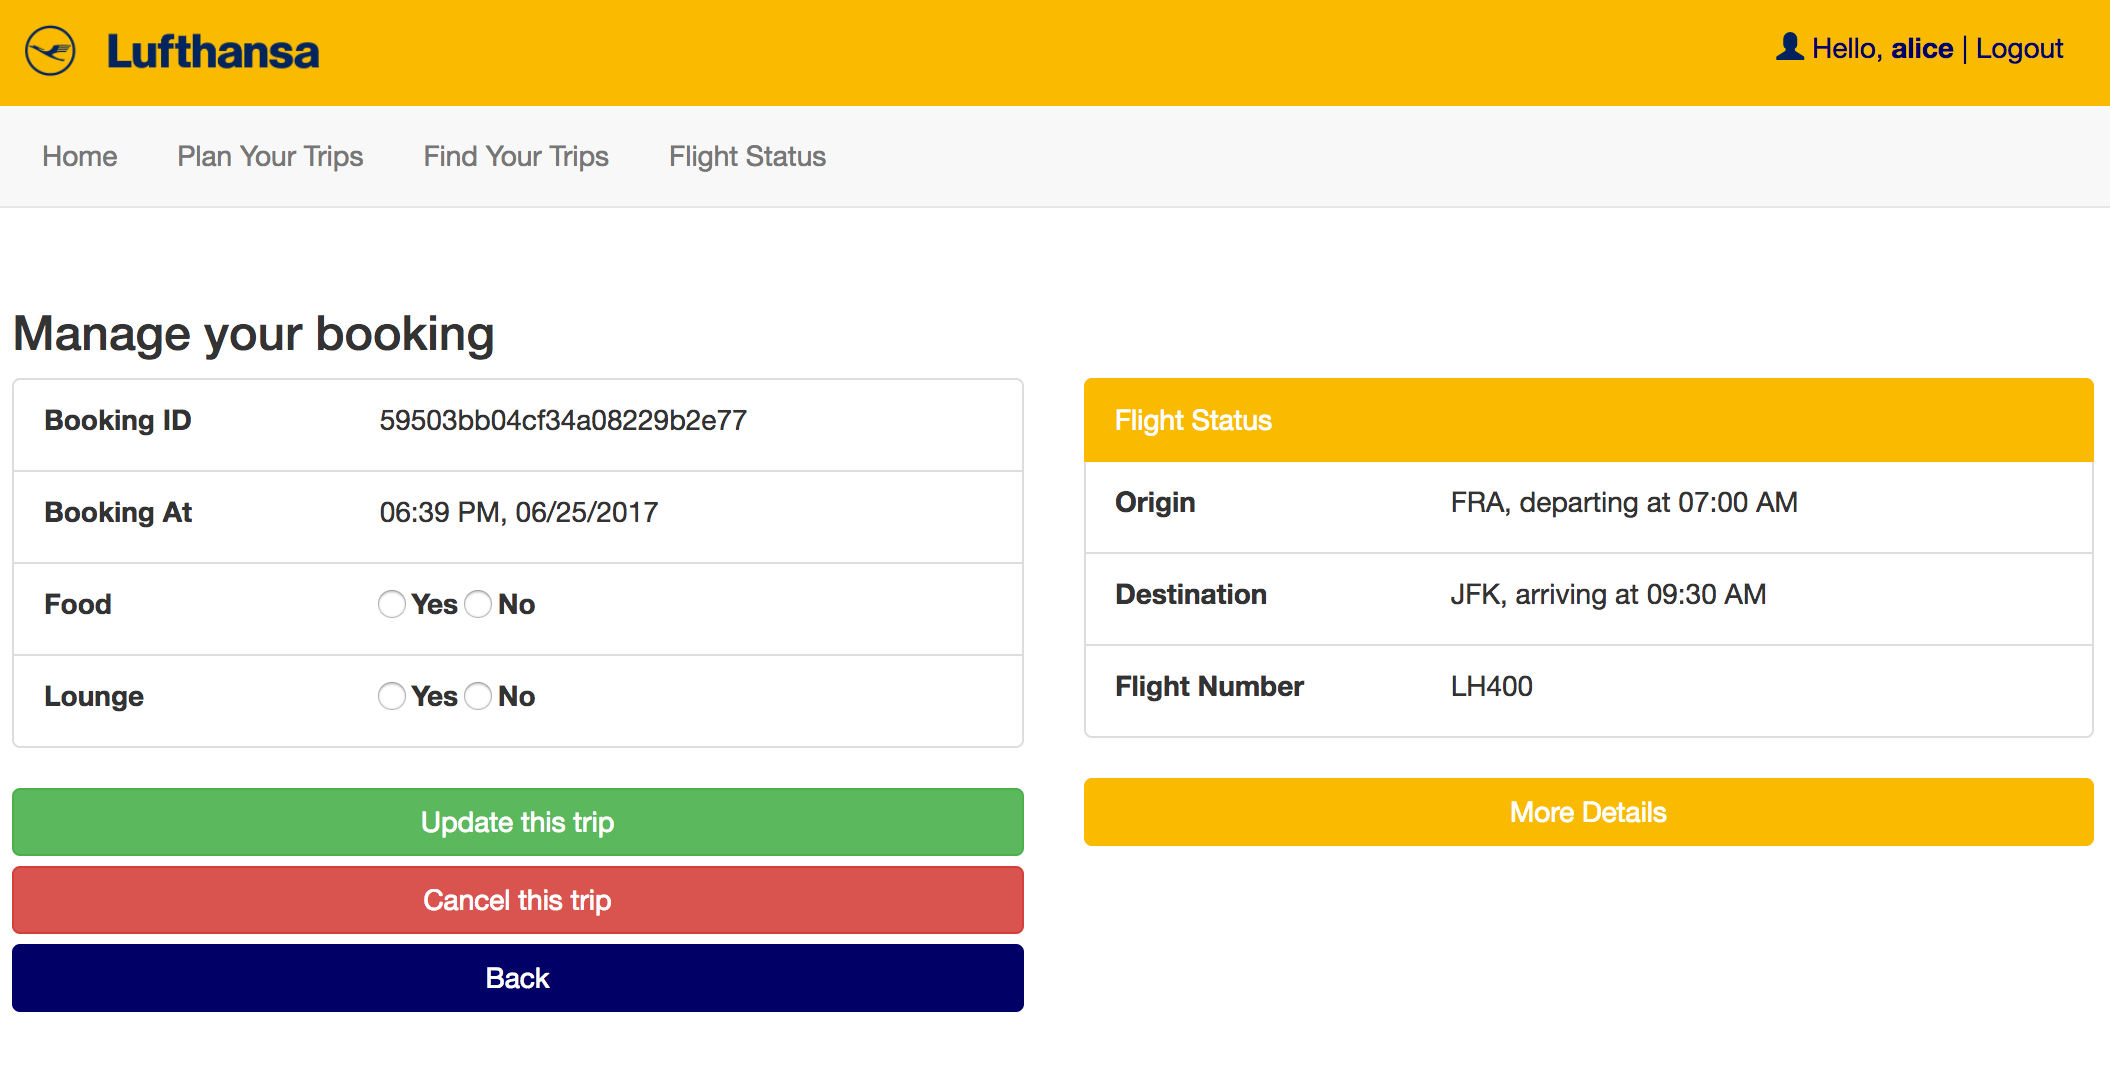 Lufthansa
Hello, alice | Logout
Home Plan Your Trips Find Your Trips Flight Status
Manage your booking
Booking ID 59503bb04cf34a08229b2e77
Booking At 06:39 PM, 06/25/2017
Food Yes No
Lounge Yes No
Update this trip
Cancel this trip
Back
Flight Status
Origin FRA, departing at 07:00 AM
Destination JFK, arriving at 09:30 AM
Flight Number LH400
More Details